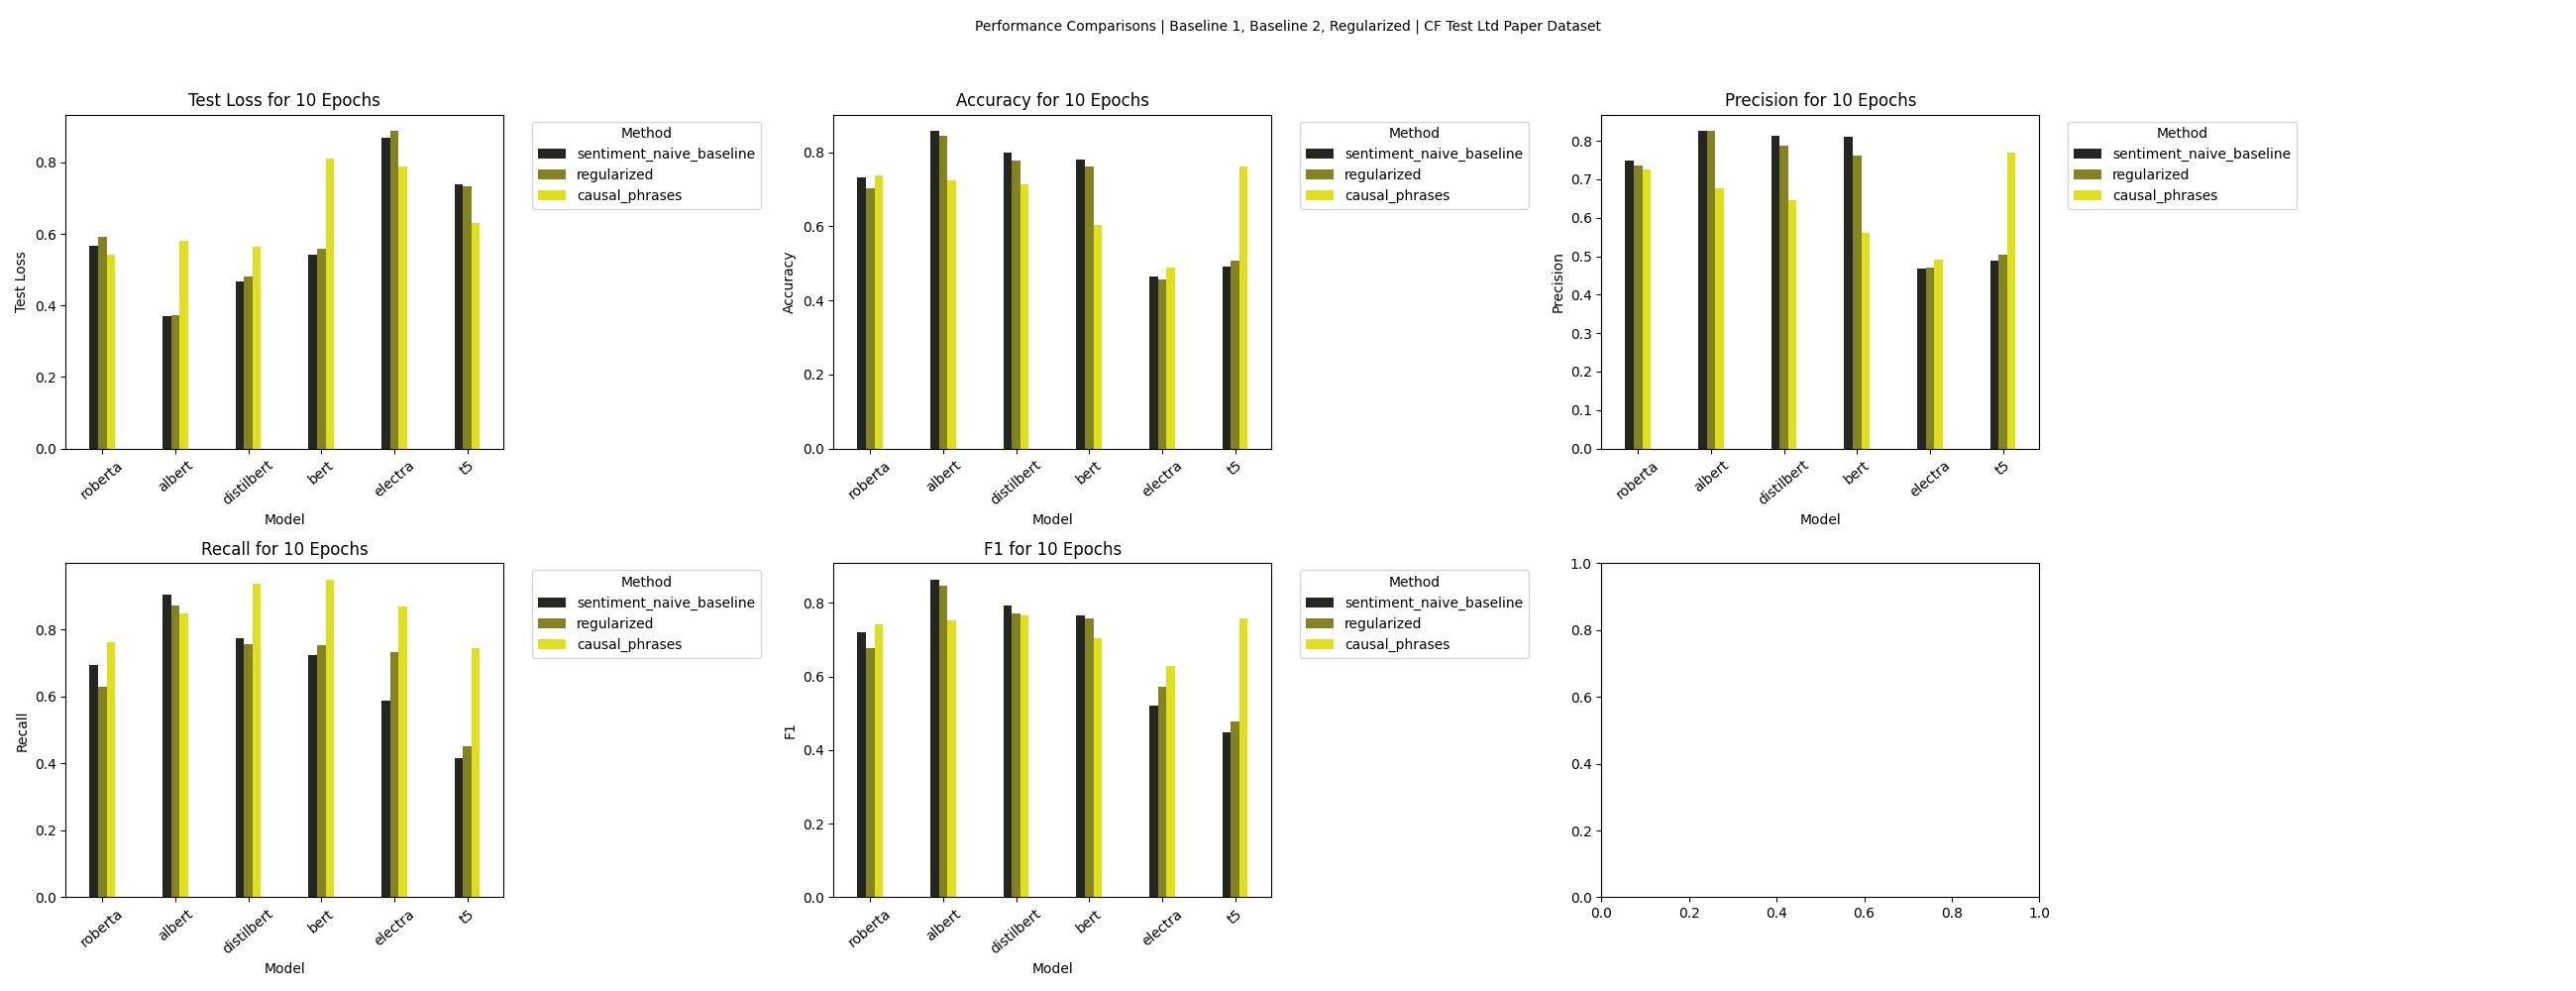 Performance Comparisons | Baseline 1, Baseline 2, Regularized | CF Test Ltd Paper Dataset
Test Loss for 10 Epochs
Test Loss
0.8
0.6
0.4
0.2
0.0
roberta
albert
distilbert
bert
electra
t5
Model
Method
sentiment_naive_baseline
regularized
causal_phrases
Accuracy for 10 Epochs
Accuracy
0.8
0.6
0.4
0.2
0.0
roberta
albert
distilbert
bert
electra
t5
Model
Method
sentiment_naive_baseline
regularized
causal_phrases
Precision for 10 Epochs
Precision
0.8
0.7
0.6
0.5
0.4
0.3
0.2
0.1
0.0
roberta
albert
distilbert
bert
electra
t5
Model
Method
sentiment_naive_baseline
regularized
causal_phrases
Recall for 10 Epochs
Recall
0.8
0.6
0.4
0.2
0.0
roberta
albert
distilbert
bert
electra
t5
Model
Method
sentiment_naive_baseline
regularized
causal_phrases
F1 for 10 Epochs
F1
0.8
0.6
0.4
0.2
0.0
roberta
albert
distilbert
bert
electra
t5
Model
Method
sentiment_naive_baseline
regularized
causal_phrases
1.0
0.8
0.6
0.4
0.2
0.0
0.0 0.2 0.4 0.6 0.8 1.0